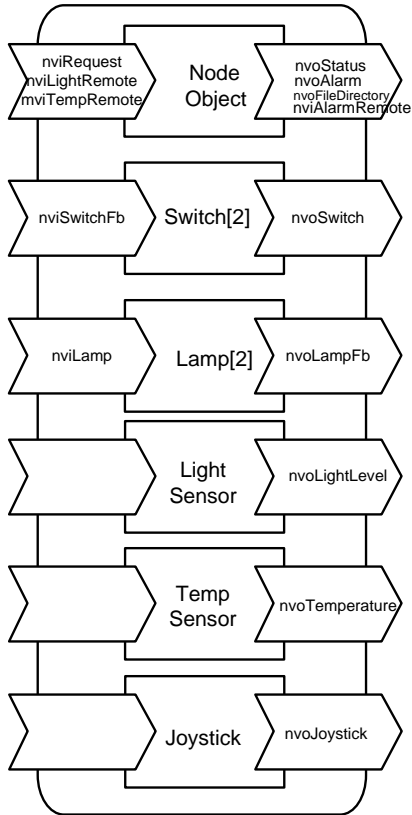 nviRequest
nviLightRemote
mviTempRemote
Node
Object
nvoStatus
nvoAlarm
nvoFileDirectory
nviAlarmRemote
nviSwitchFb
Switch[2]
nvoSwitch
nviLamp
Lamp[2]
nvoLampFb
Light
Sensor
nvoLightLevel
Temp
Sensor
nvoTemperature
Joystick
nvoJoystick